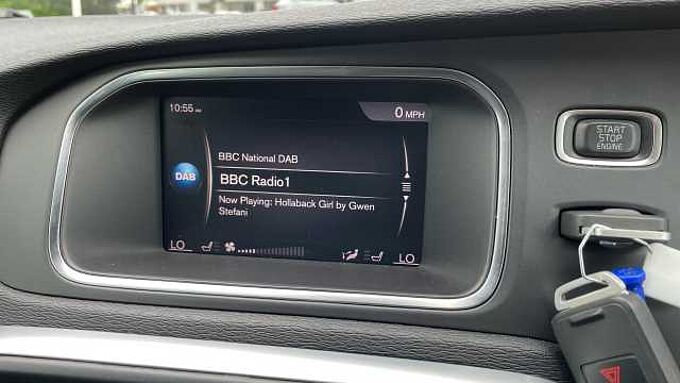 10:55 AM
0 MPH
BBC National DAB
DAB
BBC Radio1
Now Playing: Hollaback Girl by Gwen
Stefani
LO
LO
START
STOP
ENGINE